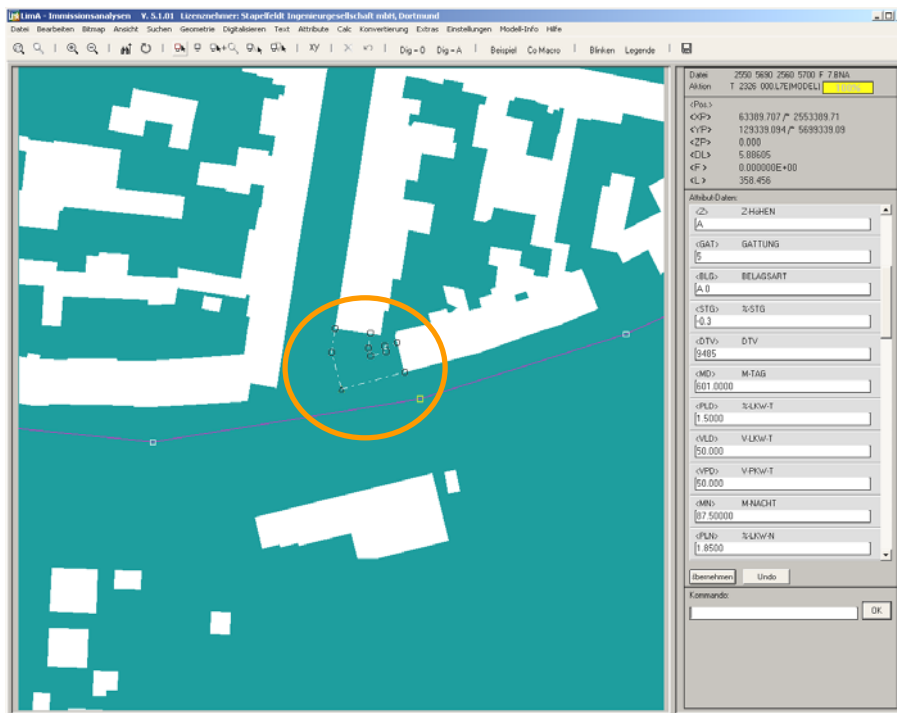 LimA - Immissionsanalysen V. 5.1.01 Lizenznehmer: Stapelfeldt Ingenieurgesellschaft mbH, Dortmund
Datei Bearbeiten Bitmap Ansicht Suchen Geometrie Digitalisieren Text Attribute Calc Konvertierung Extras Einstellungen Modell-Info Hilfe
XY Dig = 0 Dig = A Beispiel Co Macro Blinken Legende
Datei 2550 5690 2560 5700 F 7.BNA
Aktion T 2326 000.L7E(MODEL) 100%
<Pos.>
<XP> 63389.707 /* 2553389.71
<YP> 129339.094 /* 5699339.09
<ZP> 0.000
<DL> 5.88605
<F > 0.000000E+00
<L > 358.456
Attribut-Daten:
<Z> Z-HöHEN
A
<GAT> GATTUNG
5
<BLG> BELAGSART
A 0
<STG> %-STG
-0.3
<DTV> DTV
9485
<MD> M-TAG
601.0000
<PLD> %-LKW-T
1.5000
<VLD> V-LKW-T
50.000
<VPD> V-PKW-T
50.000
<MN> M-NACHT
87.50000
<PLN> %-LKW-N
1.8500
übernehmen Undo
Kommando:
OK